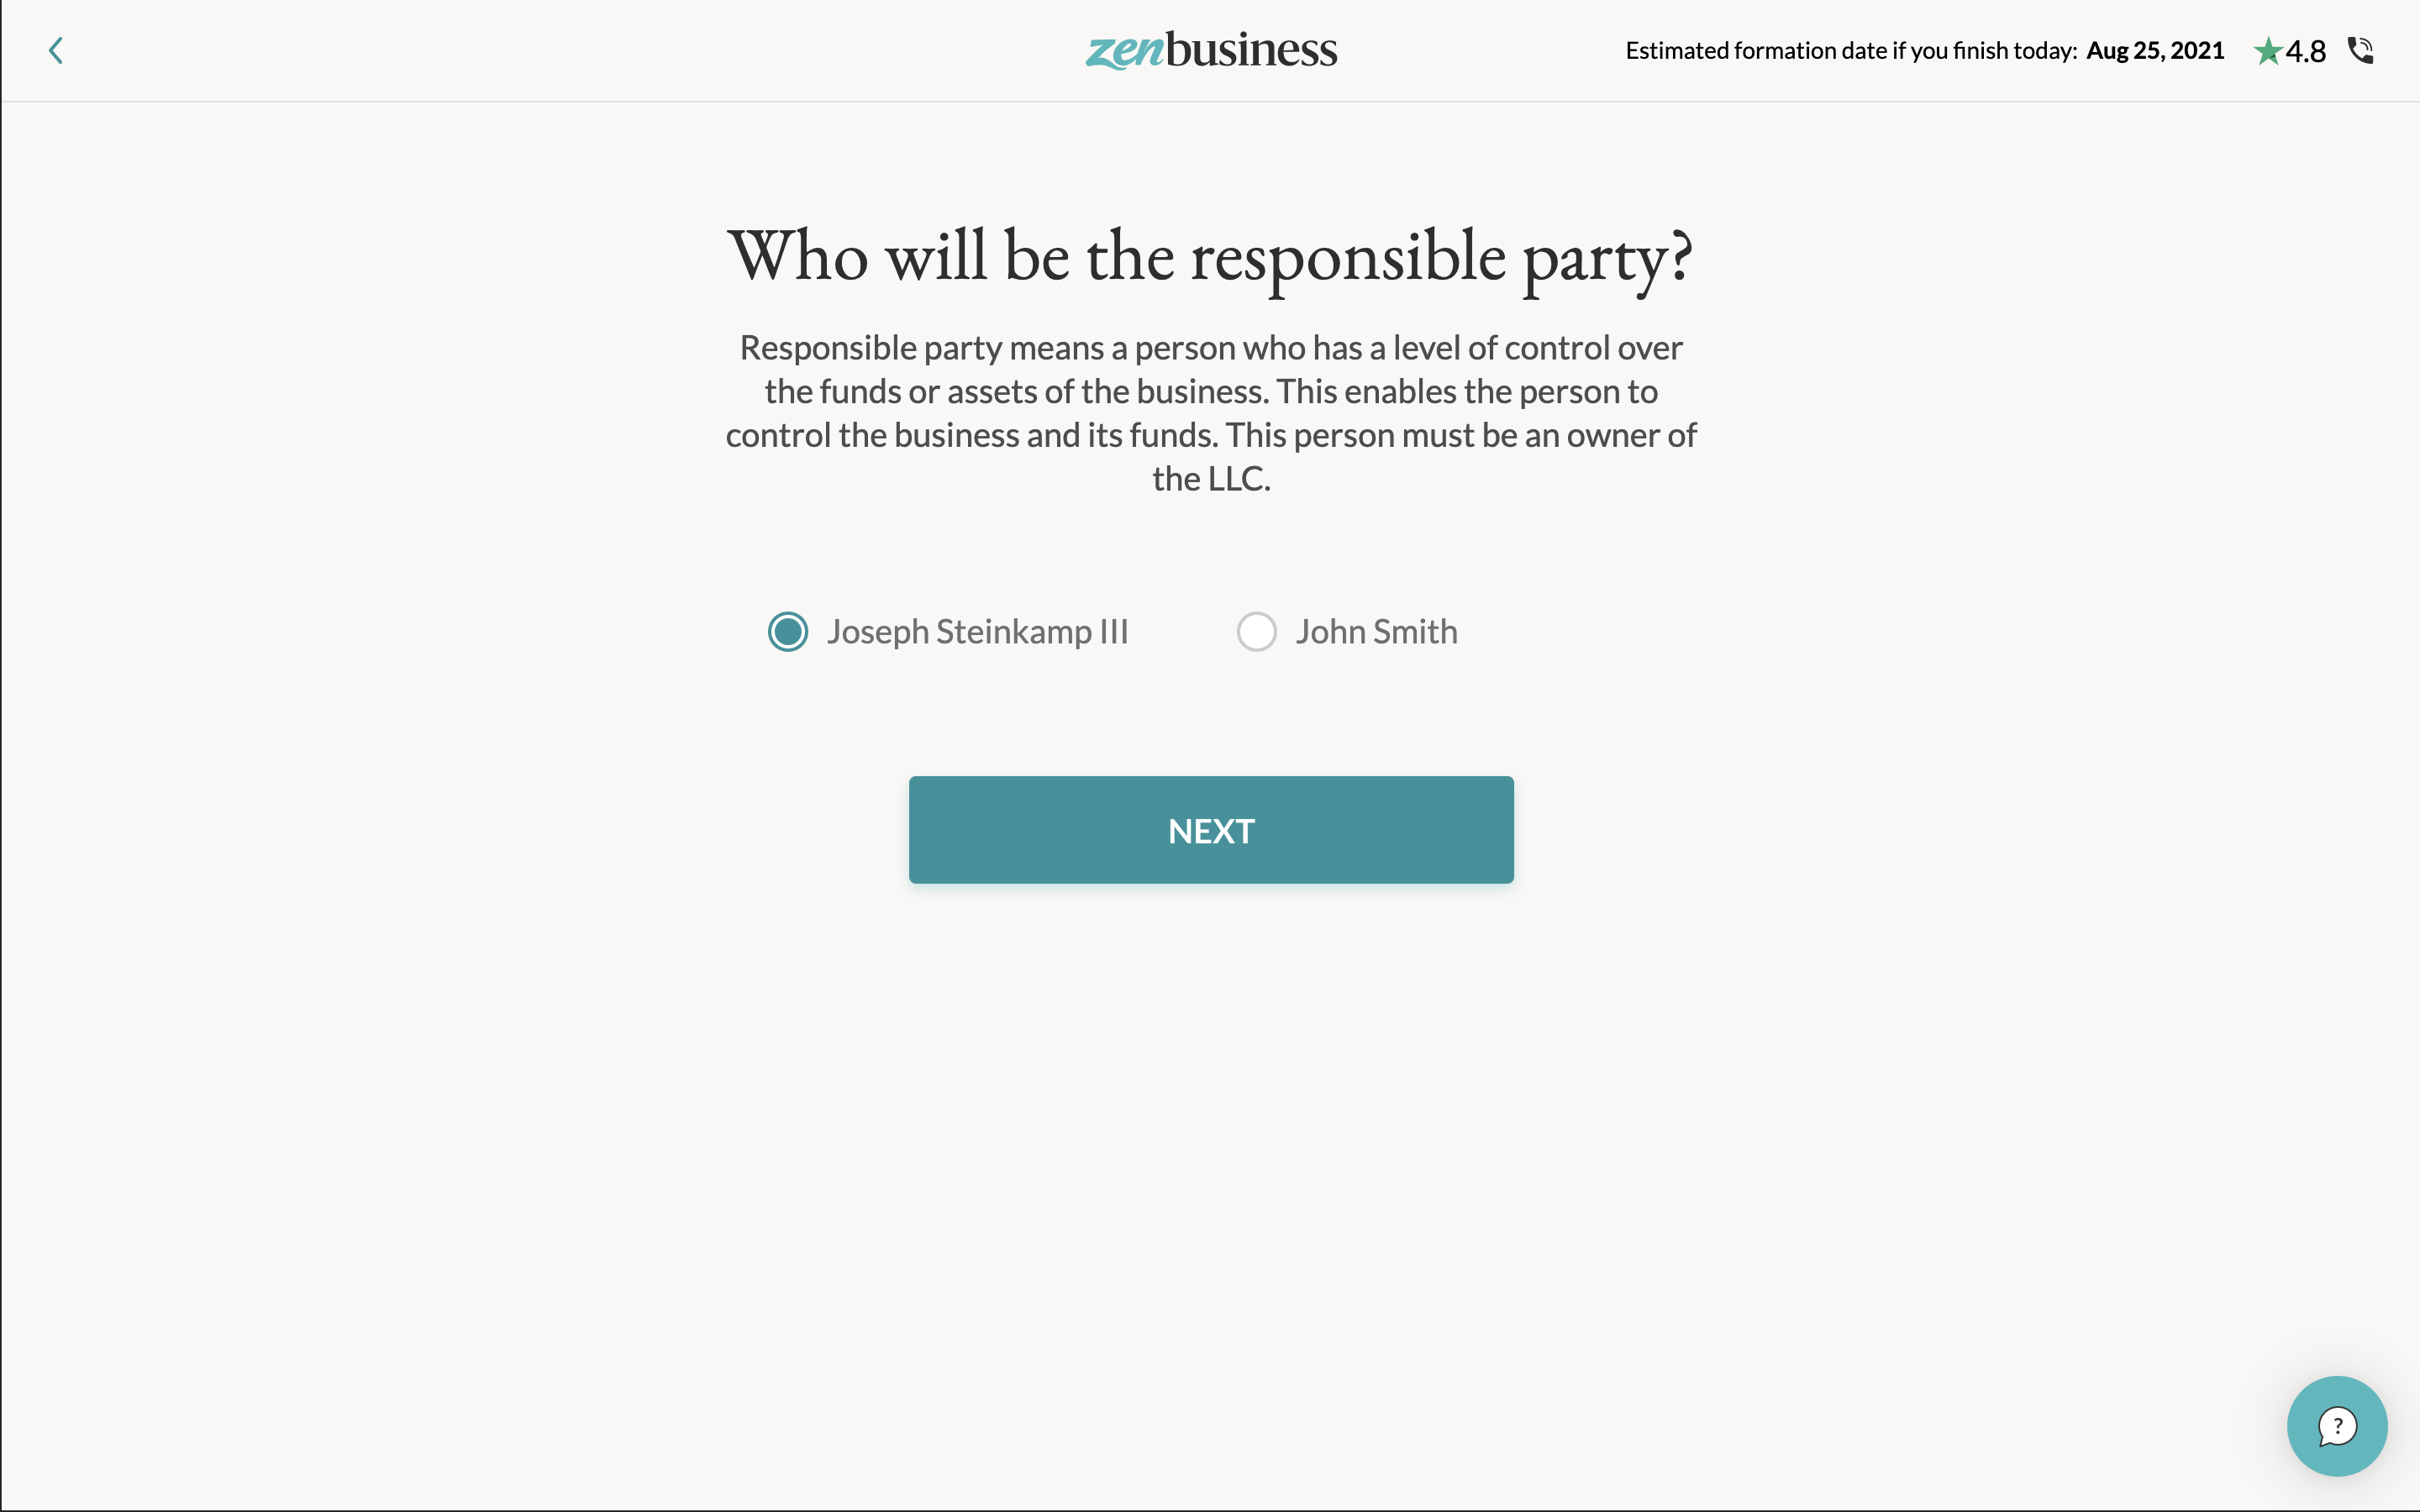 zenbusiness
Estimated formation date if you finish today: Aug 25, 2021
4.8
Who will be the responsible party?
Responsible party means a person who has a level of control over
the funds or assets of the business. This enables the person to
control the business and its funds. This person must be an owner of
the LLC.
Joseph Steinkamp III
John Smith
NEXT
?